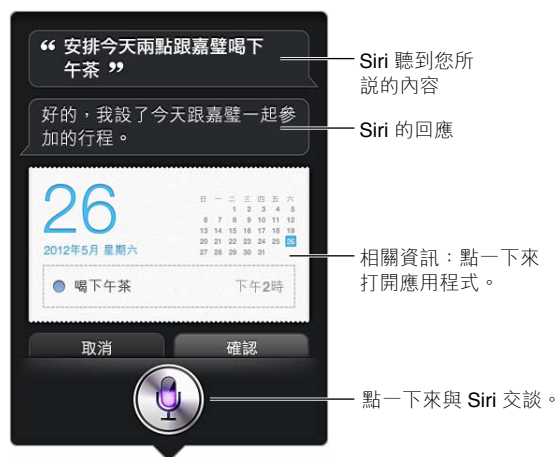 “ 安排今天兩點跟嘉璧喝下
午茶 ”
Siri 聽到您所
說的內容
好的，我設了今天跟嘉璧一起參
加的行程。
Siri 的回應
26
2012年5月 星期六
日 一 二 三 四 五 六
1 2 3 4 5
6 7 8 9 10 11 12
13 14 15 16 17 18 19
20 21 22 23 24 25 26
27 28 29 30 31
喝下午茶 下午2時
相關資訊：點一下來
打開應用程式。
取消 確認
點一下來與 Siri 交談。